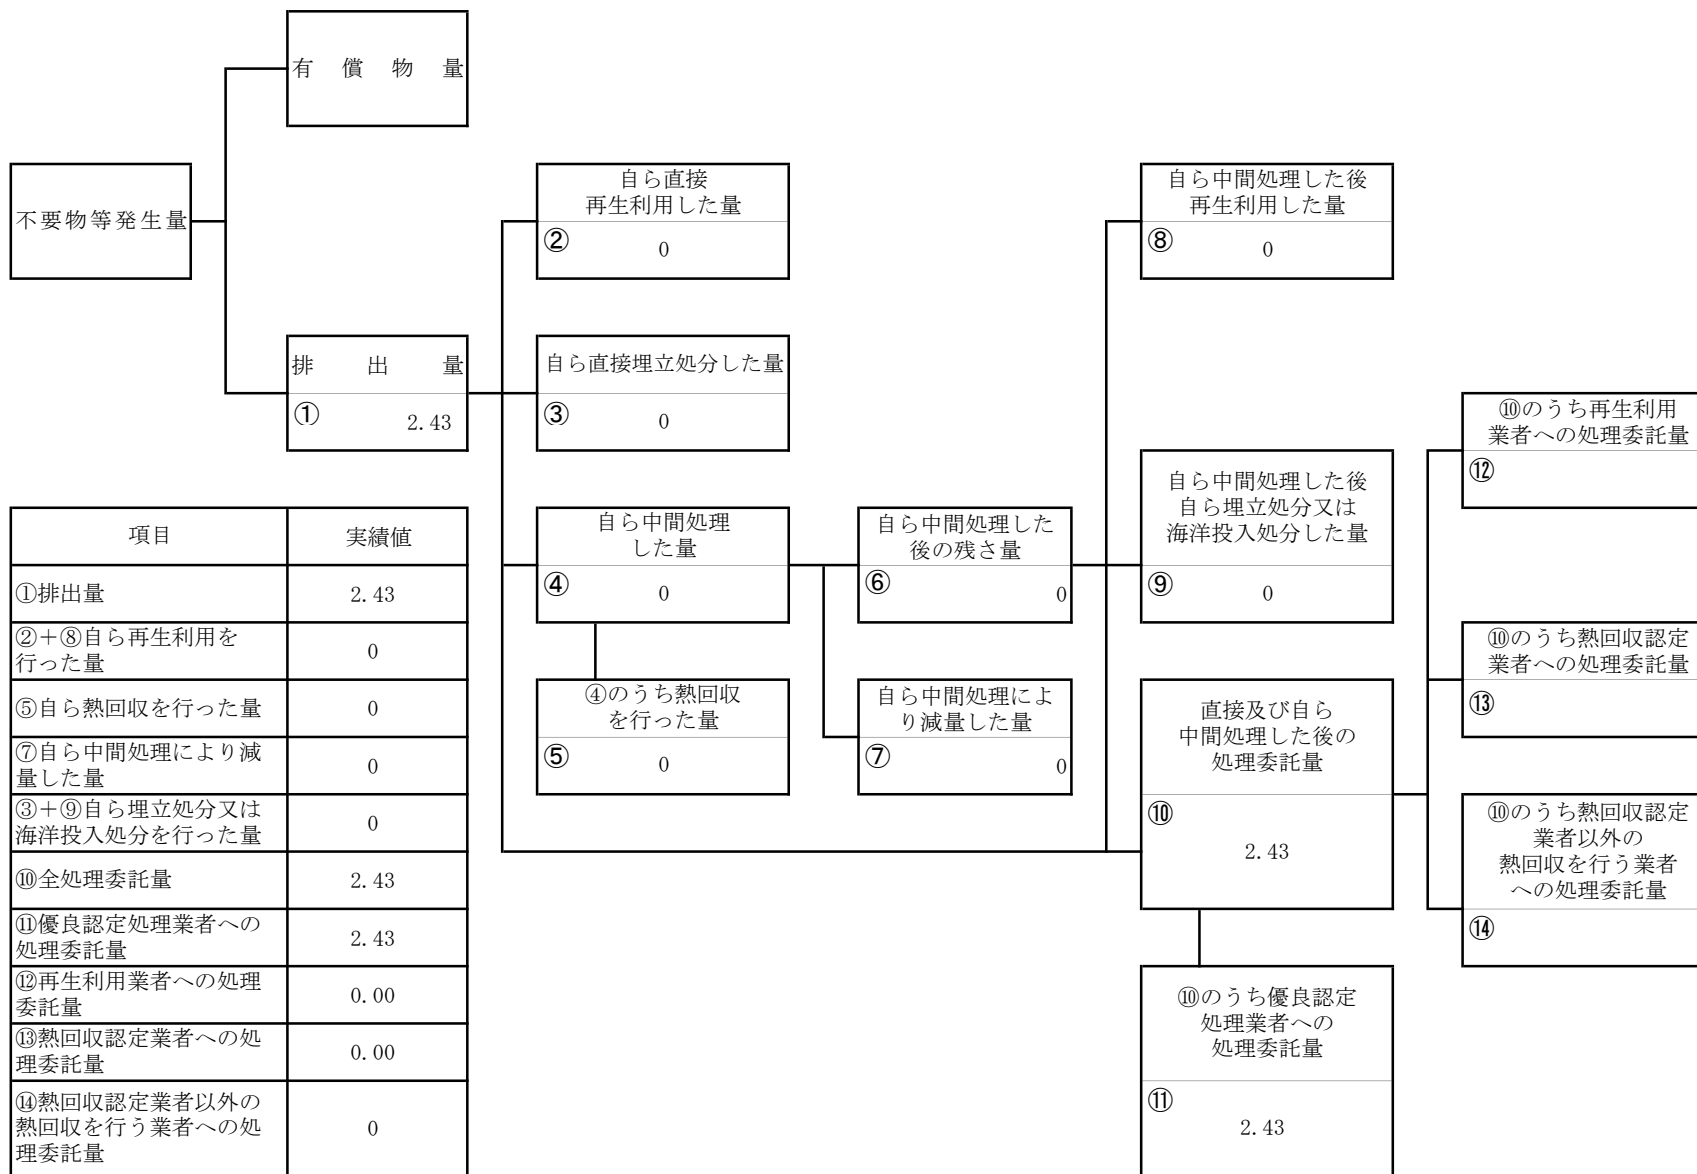 有償物量
不要物等発生量
自ら直接
再生利用した量
② 0
自ら中間処理した後
再生利用した量
⑧ 0
排出量
① 2.43
自ら直接埋立処分した量
③ 0
⑩のうち再生利用
業者への処理委託量
⑫
自ら中間処理
した量
④ 0
自ら中間処理した
後の残さ量
⑥ 0
自ら中間処理した後
自ら埋立処分又は
海洋投入処分した量
⑨ 0
④のうち熱回収
を行った量
⑤ 0
自ら中間処理によ
り減量した量
⑦ 0
直接及び自ら
中間処理した後の
処理委託量
⑩
2.43
⑩のうち熱回収認定
業者への処理委託量
⑬
⑩のうち熱回収認定
業者以外の
熱回収を行う業者
への処理委託量
⑭
⑩のうち優良認定
処理業者への
処理委託量
⑪
2.43
項目 実績値
①排出量 2.43
②+⑧自ら再生利用を
行った量 0
⑤自ら熱回収を行った量 0
⑦自ら中間処理により減
量した量 0
③+⑨自ら埋立処分又は
海洋投入処分を行った量 0
⑩全処理委託量 2.43
⑪優良認定処理業者への
処理委託量 2.43
⑫再生利用業者への処理
委託量 0.00
⑬熱回収認定業者への処
理委託量 0.00
⑭熱回収認定業者以外の
熱回収を行う業者への処
理委託量 0